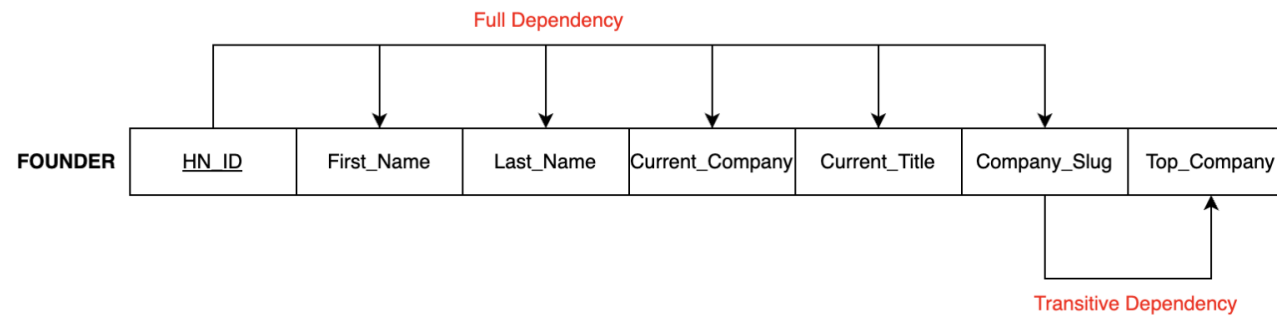 Full Dependency
FOUNDER HN_ID First_Name Last_Name Current_Company Current_Title Company_Slug Top_Company
Transitive Dependency